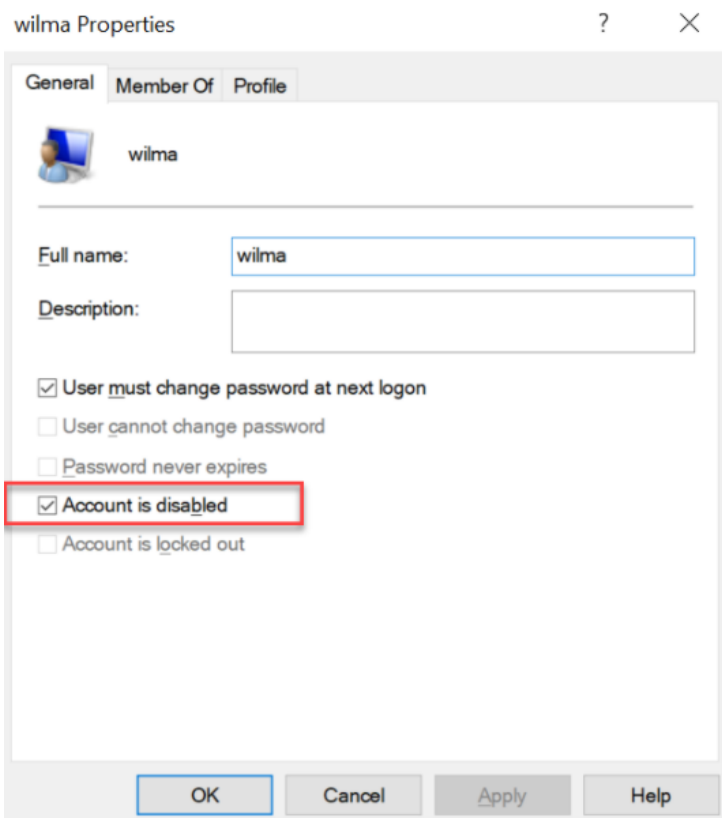 wilma Properties
General Member Of Profile
wilma
Full name: wilma
Description:
User must change password at next logon
User cannot change password
Password never expires
Account is disabled
Account is locked out
OK Cancel Apply Help